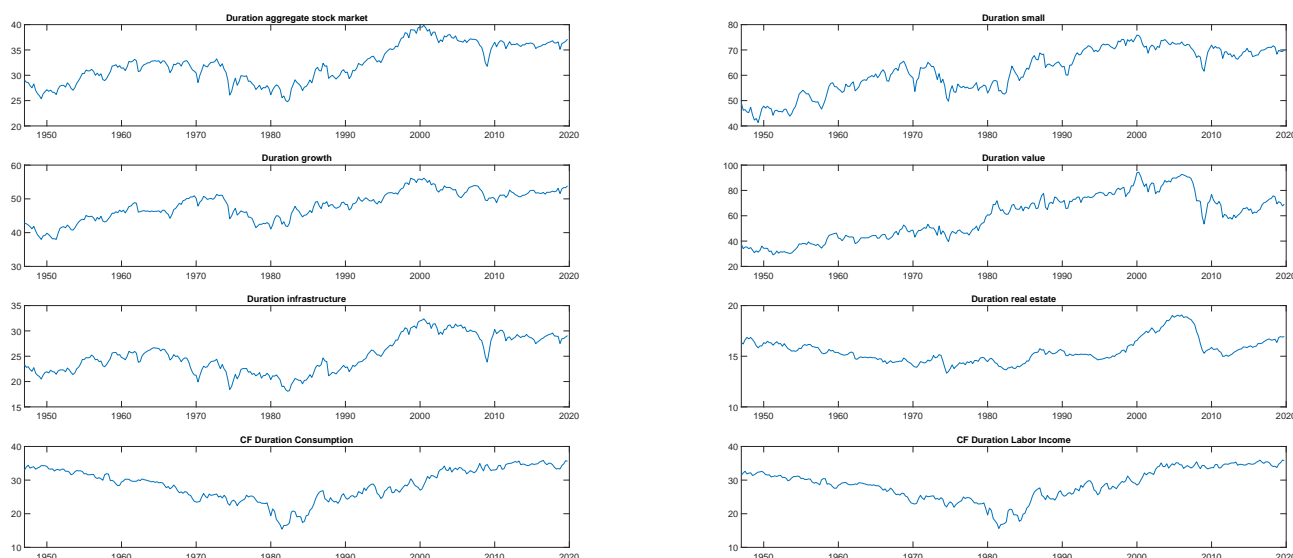 Duration aggregate stock market
40
35
30
25
20
1950 1960 1970 1980 1990 2000 2010 2020
Duration small
80
70
60
50
40
1950 1960 1970 1980 1990 2000 2010 2020
Duration growth
60
50
40
30
1950 1960 1970 1980 1990 2000 2010 2020
Duration value
100
80
60
40
20
1950 1960 1970 1980 1990 2000 2010 2020
Duration infrastructure
35
30
25
20
15
1950 1960 1970 1980 1990 2000 2010 2020
Duration real estate
20
15
10
1950 1960 1970 1980 1990 2000 2010 2020
CF Duration Consumption
40
30
20
10
1950 1960 1970 1980 1990 2000 2010 2020
CF Duration Labor Income
40
30
20
10
1950 1960 1970 1980 1990 2000 2010 2020